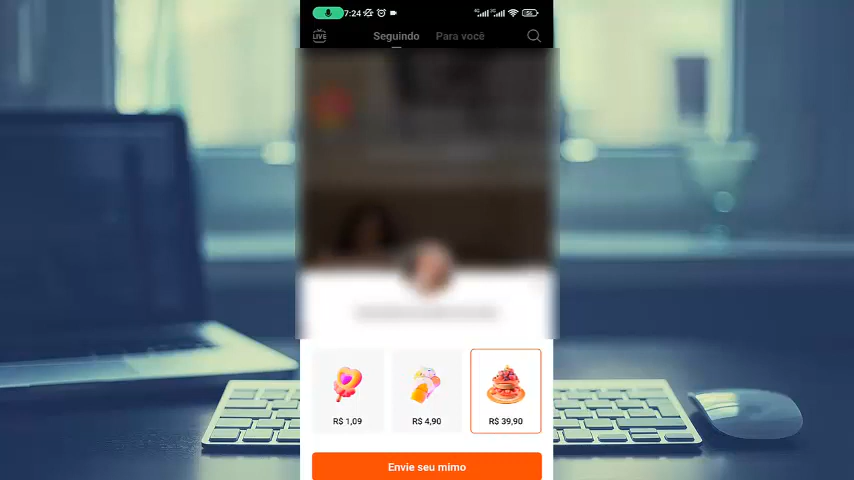 7:24
LIVE
Seguindo
Para você
R$ 1,09
R$ 4,90
R$ 39,90
Envie seu mimo